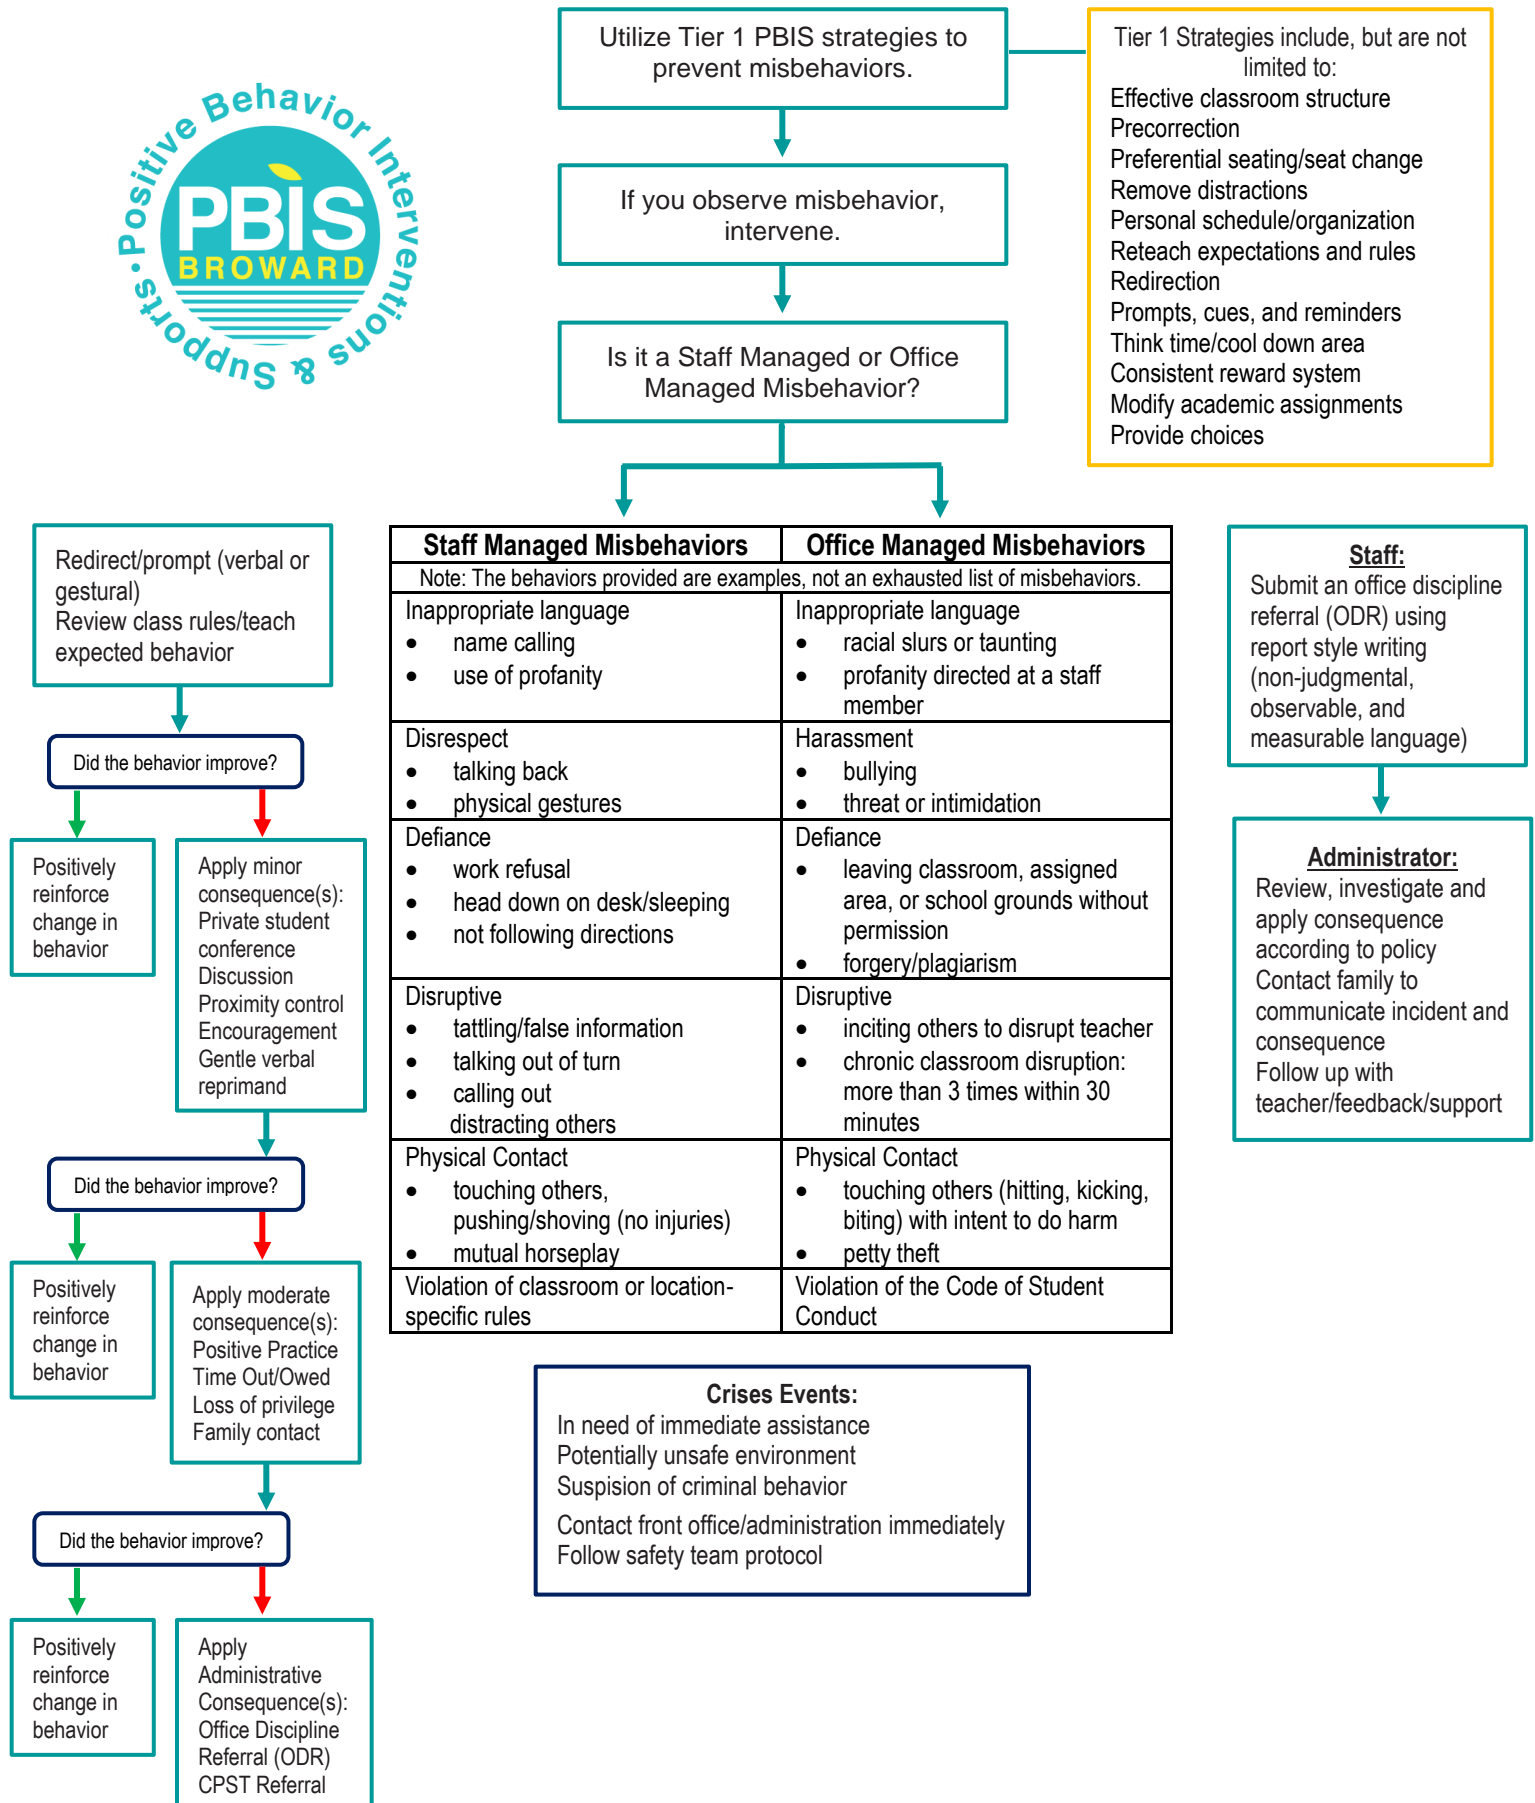 Positive Behavior Interventions & Supports •
PBIS
BROWARD
Utilize Tier 1 PBIS strategies to
prevent misbehaviors.
Tier 1 Strategies include, but are not
limited to:
Effective classroom structure
Precorrection
Preferential seating/seat change
Remove distractions
Personal schedule/organization
Reteach expectations and rules
Redirection
Prompts, cues, and reminders
Think time/cool down area
Consistent reward system
Modify academic assignments
Provide choices
If you observe misbehavior,
intervene.
Is it a Staff Managed or Office
Managed Misbehavior?
Redirect/prompt (verbal or
gestural)
Review class rules/teach
expected behavior
Did the behavior improve?
Positively
reinforce
change in
behavior
Apply minor
consequence(s):
Private student
conference
Discussion
Proximity control
Encouragement
Gentle verbal
reprimand
Did the behavior improve?
Positively
reinforce
change in
behavior
Apply moderate
consequence(s):
Positive Practice
Time Out/Owed
Loss of privilege
Family contact
Did the behavior improve?
Positively
reinforce
change in
behavior
Apply
Administrative
Consequence(s):
Office Discipline
Referral (ODR)
CPST Referral
Staff Managed Misbehaviors
Office Managed Misbehaviors
Note: The behaviors provided are examples, not an exhausted list of misbehaviors.
Inappropriate language
• name calling
• use of profanity
Inappropriate language
• racial slurs or taunting
• profanity directed at a staff
member
Disrespect
• talking back
• physical gestures
Harassment
• bullying
• threat or intimidation
Defiance
• work refusal
• head down on desk/sleeping
• not following directions
Defiance
• leaving classroom, assigned
area, or school grounds without
permission
• forgery/plagiarism
Disruptive
• tattling/false information
• talking out of turn
• calling out
distracting others
Disruptive
• inciting others to disrupt teacher
• chronic classroom disruption:
more than 3 times within 30
minutes
Physical Contact
• touching others,
pushing/shoving (no injuries)
• mutual horseplay
Physical Contact
• touching others (hitting, kicking,
biting) with intent to do harm
• petty theft
Violation of classroom or location-
specific rules
Violation of the Code of Student
Conduct
Crises Events:
In need of immediate assistance
Potentially unsafe environment
Suspision of criminal behavior
Contact front office/administration immediately
Follow safety team protocol
Staff:
Submit an office discipline
referral (ODR) using
report style writing
(non-judgmental,
observable, and
measurable language)
Administrator:
Review, investigate and
apply consequence
according to policy
Contact family to
communicate incident and
consequence
Follow up with
teacher/feedback/support